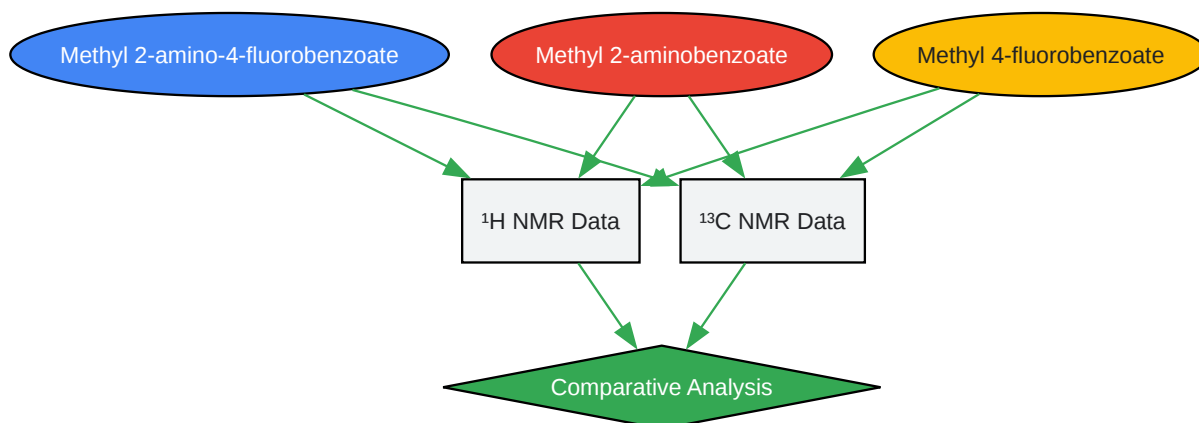 Methyl 2-amino-4-fluorobenzoate
Methyl 2-aminobenzoate
Methyl 4-fluorobenzoate
¹H NMR Data
¹³C NMR Data
Comparative Analysis